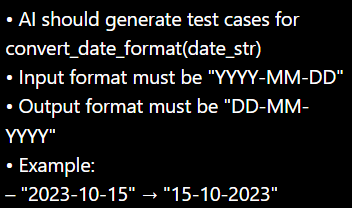 • AI should generate test cases for
convert_date_format(date_str)
• Input format must be "YYYY-MM-DD"
• Output format must be "DD-MM-
YYYY"
• Example:
– "2023-10-15" → "15-10-2023"